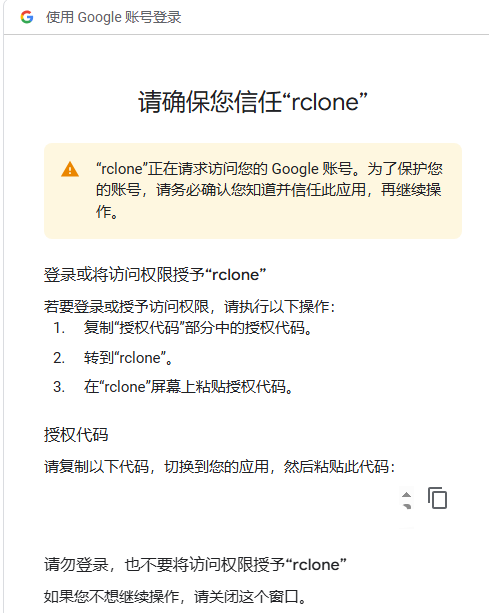 使用 Google 账号登录
请确保您信任“rclone”
“rclone”正在请求访问您的 Google 账号。为了保护您
的账号，请务必确认您知道并信任此应用，再继续操
作。
登录或将访问权限授予“rclone”
若要登录或授予访问权限，请执行以下操作：
1. 复制“授权代码”部分中的授权代码。
2. 转到“rclone”。
3. 在“rclone”屏幕上粘贴授权代码。
授权代码
请复制以下代码，切换到您的应用，然后粘贴此代码：
请勿登录，也不要将访问权限授予“rclone”
如果您不想继续操作，请关闭这个窗口。